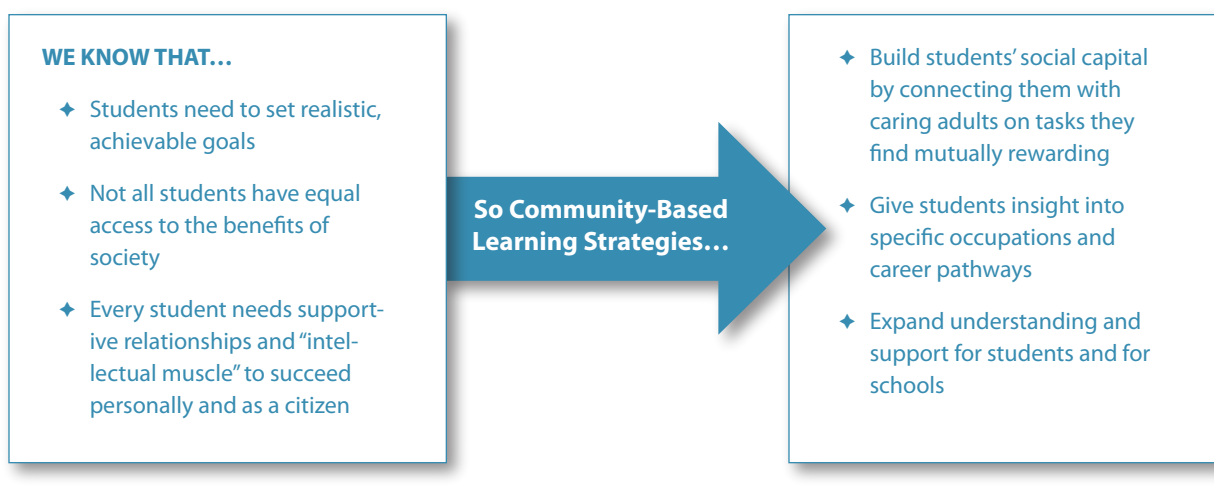 WE KNOW THAT…
✦ Students need to set realistic,
achievable goals
✦ Not all students have equal
access to the benefits of
society
✦ Every student needs support-
ive relationships and “intel-
lectual muscle” to succeed
personally and as a citizen
So Community-Based
Learning Strategies…
✦ Build students’ social capital
by connecting them with
caring adults on tasks they
find mutually rewarding
✦ Give students insight into
specific occupations and
career pathways
✦ Expand understanding and
support for students and for
schools